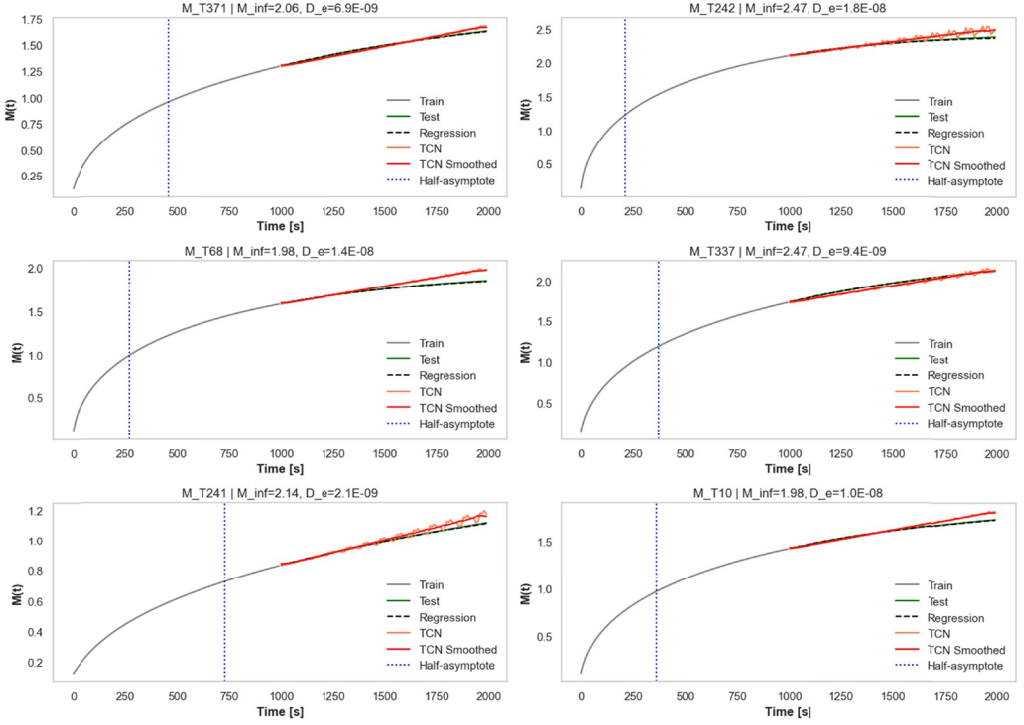 M_T371 | M_inf=2.06, D_e=6.9E-09
M(t)
1.75
1.50
1.25
1.00
0.75
0.50
0.25
Train
Test
Regression
TCN
TCN Smoothed
Half-asymptote
0 250 500 750 1000 1250 1500 1750 2000
Time [s]
M_T242 | M_inf=2.47, D_e=1.8E-08
M(t)
2.5
2.0
1.5
1.0
0.5
Train
Test
Regression
TCN
TCN Smoothed
Half-asymptote
0 250 500 750 1000 1250 1500 1750 2000
Time [s]
M_T68 | M_inf=1.98, D_e=1.4E-08
M(t)
2.0
1.5
1.0
0.5
Train
Test
Regression
TCN
TCN Smoothed
Half-asymptote
0 250 500 750 1000 1250 1500 1750 2000
Time [s]
M_T337 | M_inf=2.47, D_e=9.4E-09
M(t)
2.0
1.5
1.0
0.5
Train
Test
Regression
TCN
TCN Smoothed
Half-asymptote
0 250 500 750 1000 1250 1500 1750 2000
Time [s]
M_T241 | M_inf=2.14, D_e=2.1E-09
M(t)
1.2
1.0
0.8
0.6
0.4
0.2
Train
Test
Regression
TCN
TCN Smoothed
Half-asymptote
0 250 500 750 1000 1250 1500 1750 2000
Time [s]
M_T10 | M_inf=1.98, D_e=1.0E-08
M(t)
1.5
1.0
0.5
Train
Test
Regression
TCN
TCN Smoothed
Half-asymptote
0 250 500 750 1000 1250 1500 1750 2000
Time [s]